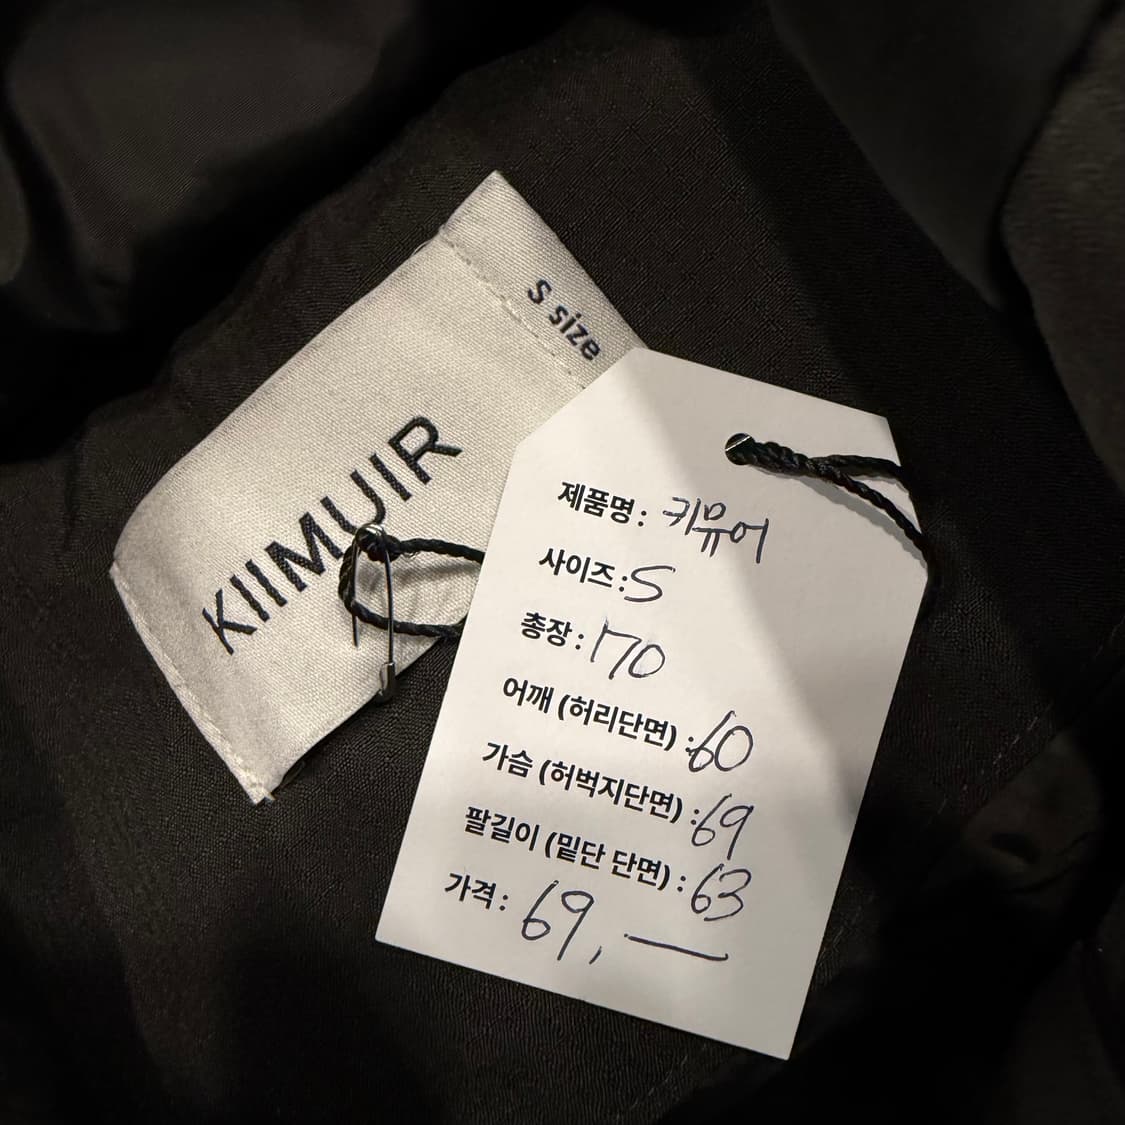 S size
KIIMUIR
제품명: 키뮤어
사이즈: S
총장: 170
어깨 (허리단면): 60
가슴 (허벅지단면): 69
팔길이 (밑단 단면): 63
가격: 69,―